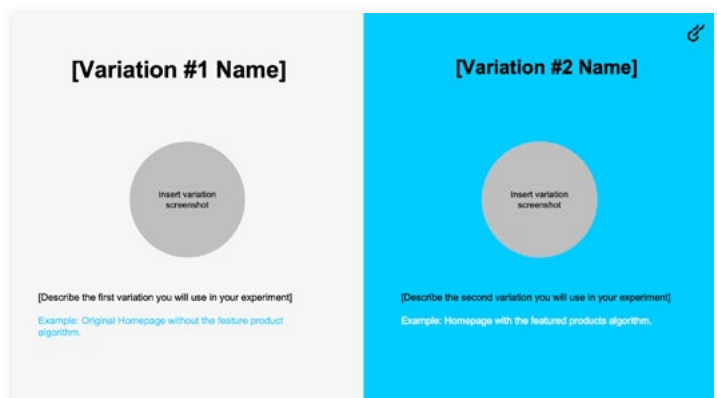 [Variation #1 Name]
Insert variation
screenshot
[Describe the first variation you will use in your experiment]
Example: Original Homepage without the feature product
algorithm.
[Variation #2 Name]
Insert variation
screenshot
[Describe the second variation you will use in your experiment]
Example: Homepage with the featured products algorithm.